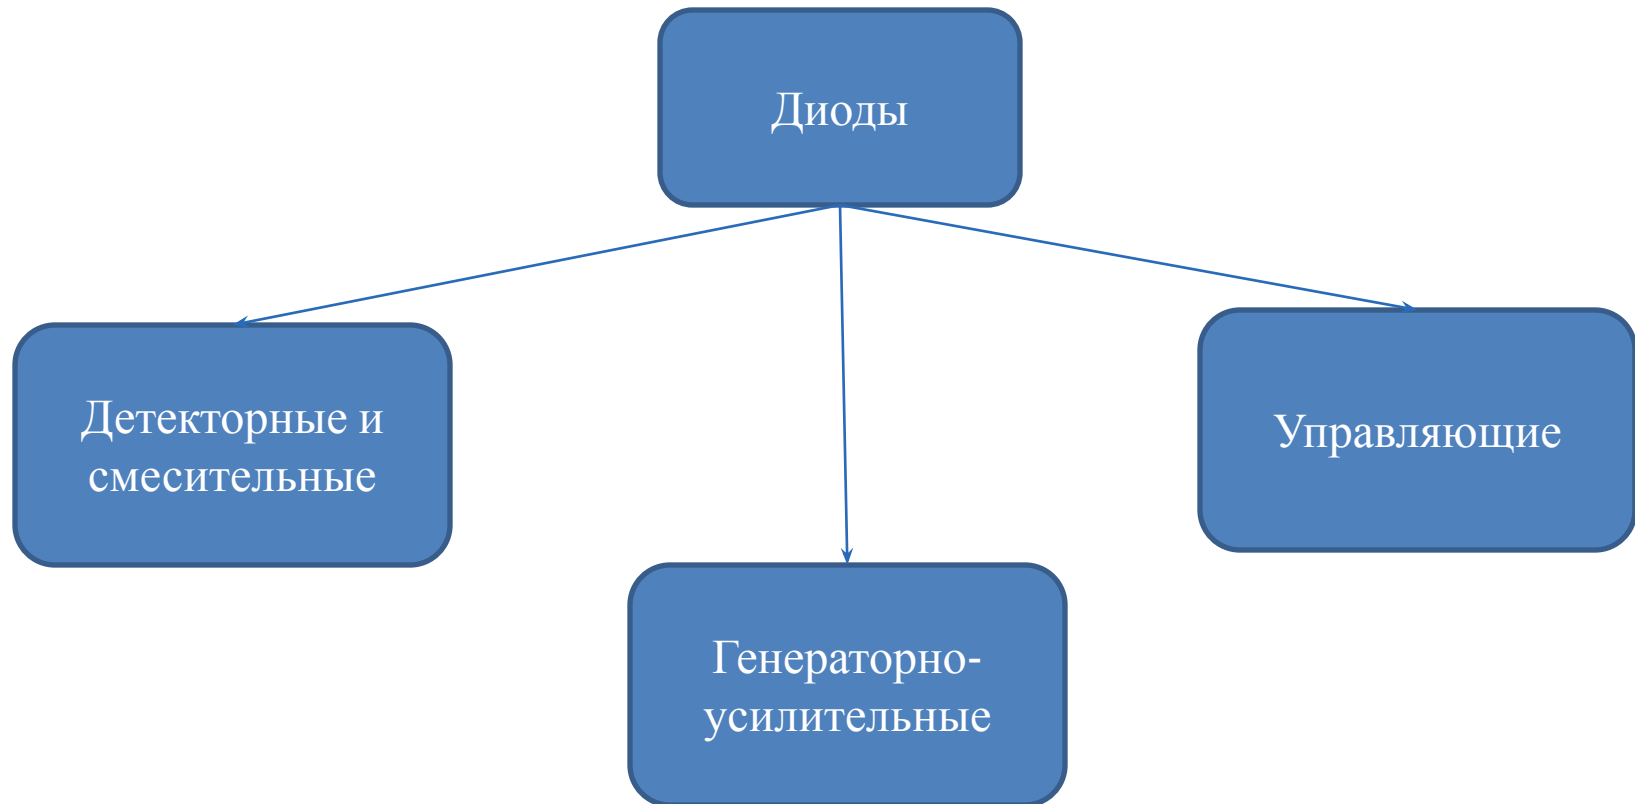 Диоды
Детекторные и
смесительные
Управляющие
Генераторно-
усилительные